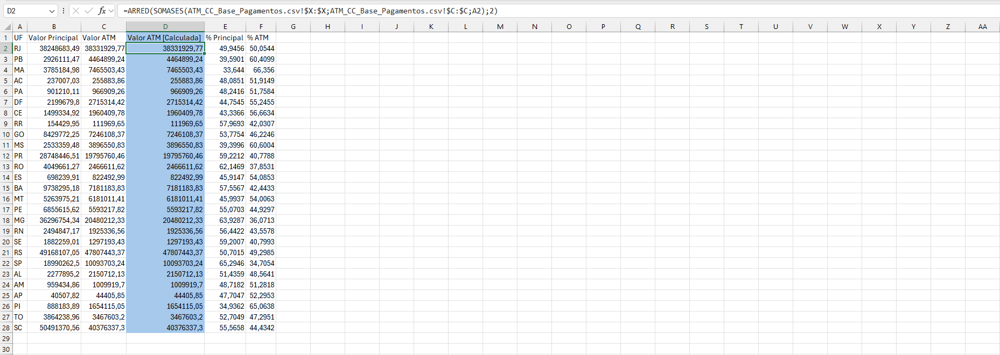 D2 fx =ARRED(SOMASES(ATM_CC_Base_Pagamentos.csv!$X:$X;ATM_CC_Base_Pagamentos.csv!$C:$C;A2);2)
A B C D E F G H I J K L M N O P Q R S T U V W X Y Z AA
1 UF Valor Principal Valor ATM Valor ATM [Calculada] % Principal % ATM
2 RJ 38248683,49 38331929,77 38331929,77 49,9456 50,0544
3 PB 2926111,47 4464899,24 4464899,24 39,5901 60,4099
4 MA 3785184,98 7465503,43 7465503,43 33,644 66,356
5 AC 237007,03 255883,86 255883,86 48,0851 51,9149
6 PA 901210,11 966909,26 966909,26 48,2416 51,7584
7 DF 2199679,8 2715314,42 2715314,42 44,7545 55,2455
8 CE 1499334,92 1960409,78 1960409,78 43,3366 56,6634
9 RR 154429,95 111969,65 111969,65 57,9693 42,0307
10 GO 8429772,25 7246108,37 7246108,37 53,7754 46,2246
11 MS 2533359,48 3896550,83 3896550,83 39,3996 60,6004
12 PR 28748446,51 19795760,46 19795760,46 59,2212 40,7788
13 RO 4049661,27 2466611,62 2466611,62 62,1469 37,8531
14 ES 698239,91 822492,99 822492,99 45,9147 54,0853
15 BA 9738295,18 7181183,83 7181183,83 57,5567 42,4433
16 MT 5263975,21 6181011,41 6181011,41 45,9937 54,0063
17 PE 6855615,62 5593217,82 5593217,82 55,0703 44,9297
18 MG 36296754,34 20480212,33 20480212,33 63,9287 36,0713
19 RN 2494847,17 1925336,56 1925336,56 56,4422 43,5578
20 SE 1882259,01 1297193,43 1297193,43 59,2007 40,7993
21 RS 49168107,05 47807443,37 47807443,37 50,7015 49,2985
22 SP 18990262,5 10093703,24 10093703,24 65,2946 34,7054
23 AL 2277895,2 2150712,13 2150712,13 51,4359 48,5641
24 AM 959434,86 1009919,7 1009919,7 48,7182 51,2818
25 AP 40507,82 44405,85 44405,85 47,7047 52,2953
26 PI 888183,89 1654115,05 1654115,05 34,9362 65,0638
27 TO 3864238,96 3467603,2 3467603,2 52,7049 47,2951
28 SC 50491370,56 40376337,3 40376337,3 55,5658 44,4342
29
30